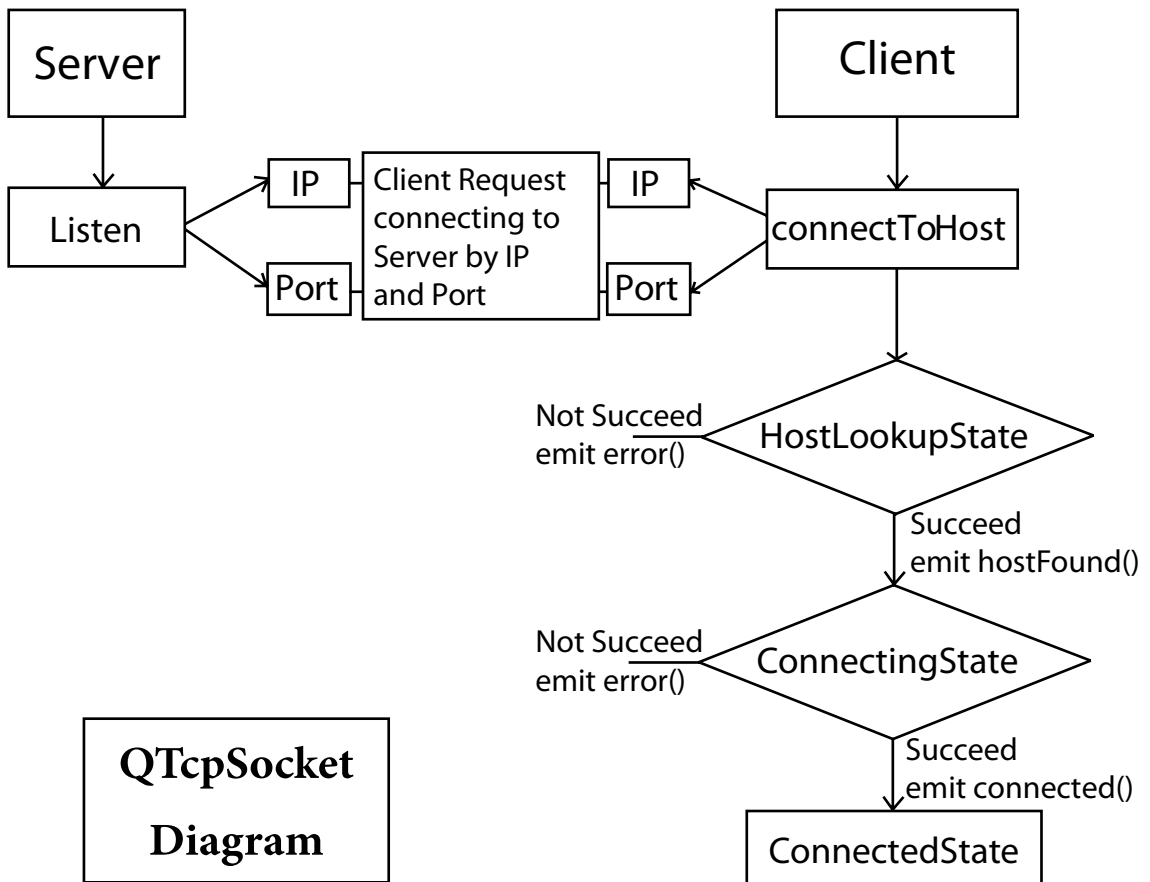 Server
Client
IP
Client Request
connecting to
Server by IP
and Port
IP
Listen
connectToHost
Port
Port
Not Succeed
emit error()
HostLookupState
Succeed
emit hostFound()
Not Succeed
emit error()
ConnectingState
Succeed
emit connected()
QTcpSocket
Diagram
ConnectedState